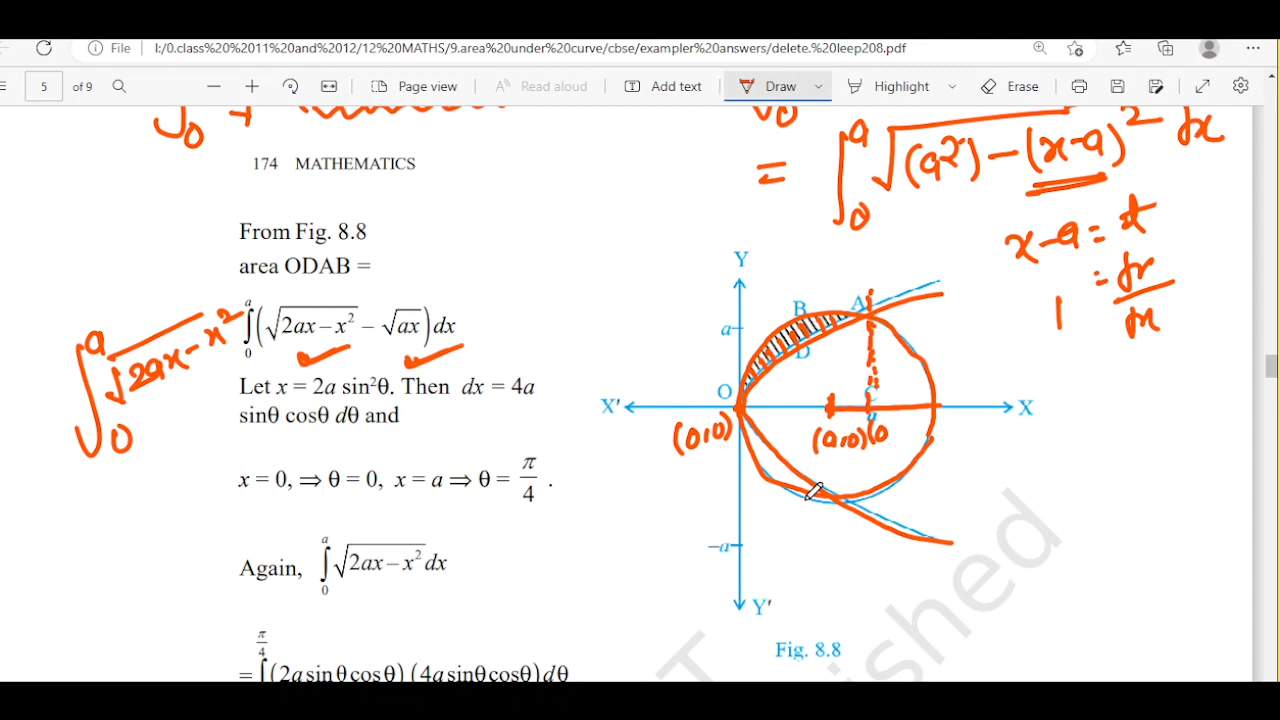 File
I:/0.class%20%2011%20and%2012/12%20MATHS/9.area%20under%20curve/cbse/exampler%20answers/delete.%20leep208.pdf
5 of 9
Page view
Read aloud
Add text
Draw
Highlight
Erase
∫₀
174 MATHEMATICS
= ∫₀ᵃ √(a²) − (x−a)² dx
From Fig. 8.8
area ODAB =
∫₀ᵃ (√2ax−x² − √ax) dx
∫₀ᵃ √2ax − x²
x−a = t
1 = dt/dx
Let x = 2a sin²θ. Then dx = 4a
sinθ cosθ dθ and
x = 0, ⇒ θ = 0, x = a ⇒ θ = π/4 .
Again, ∫₀ᵃ √2ax−x² dx
= ∫ π/4 (2a sin θ cos θ) (4a sinθ cosθ) dθ
Y
B
A
a
D
O
C
a
X′
X
(0,0)
(a,0)
−a
Y′
Fig. 8.8
shed